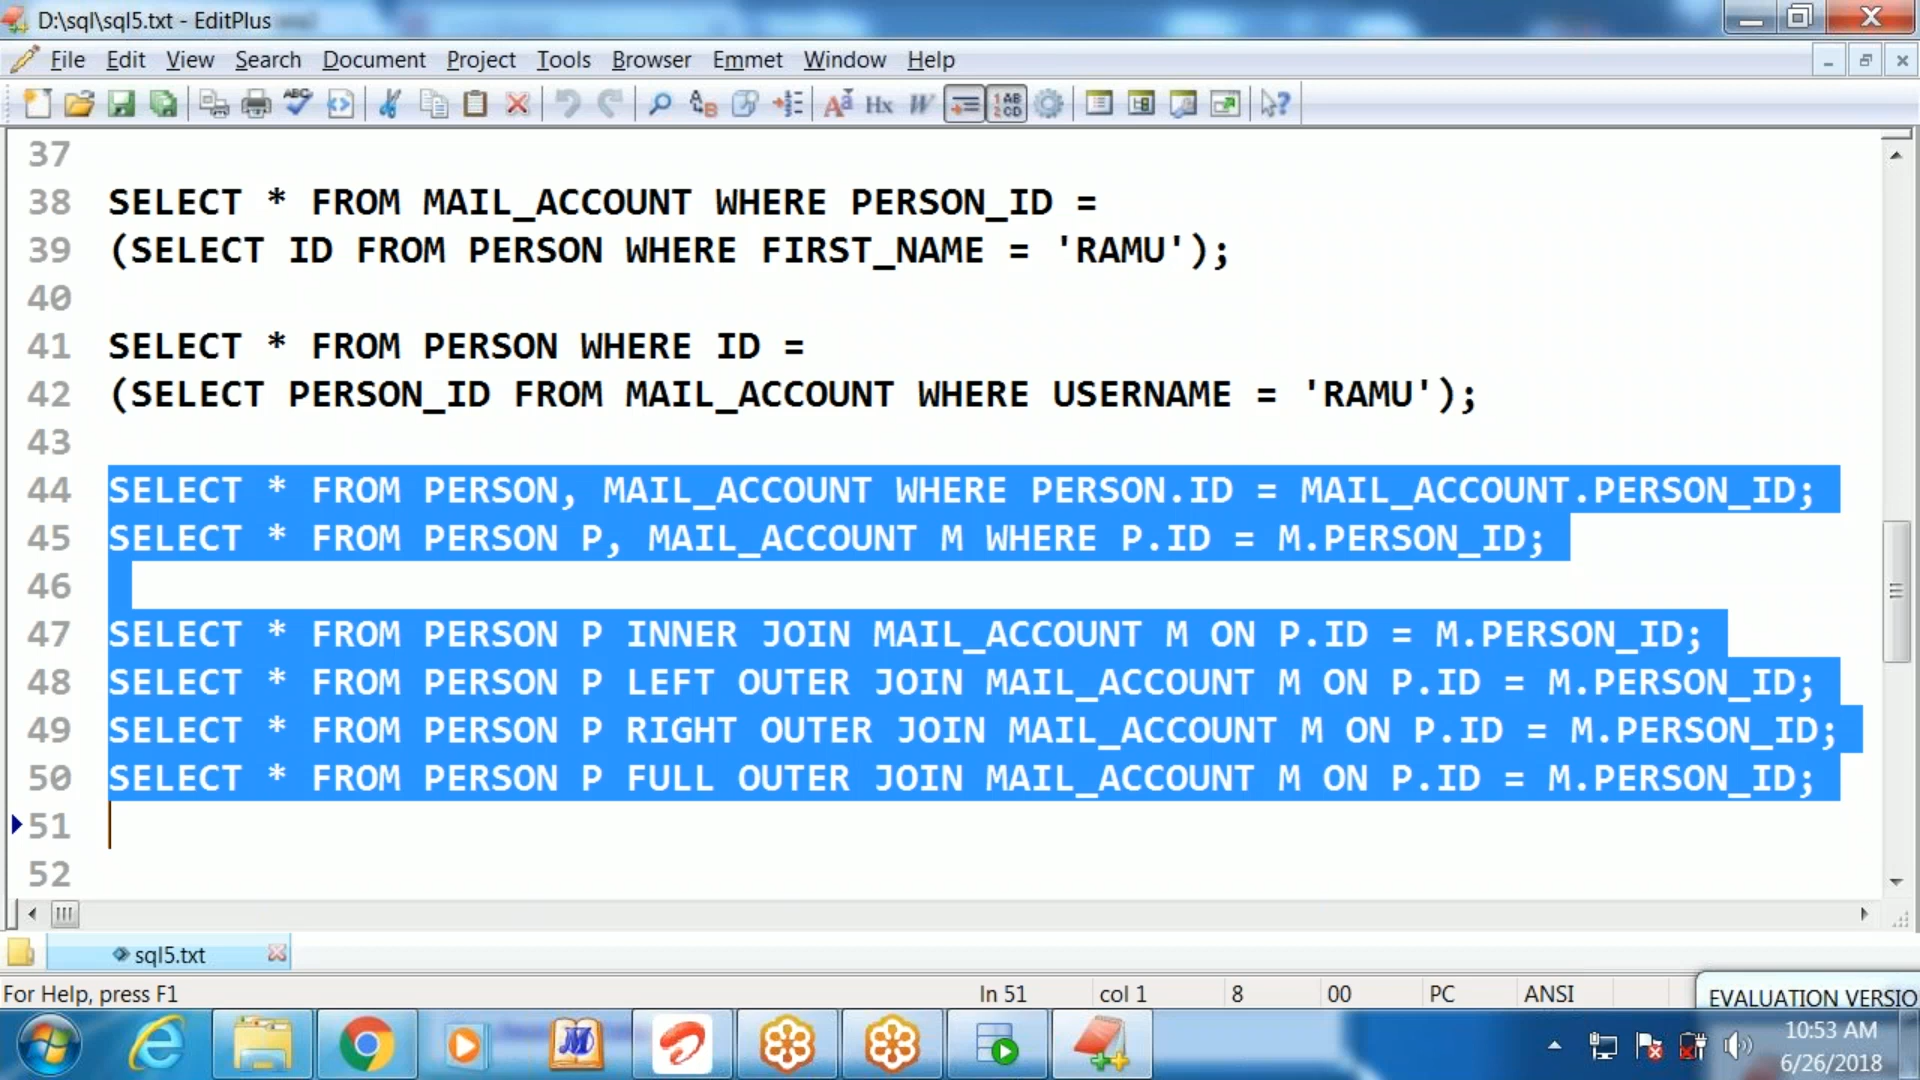 D:\sql\sql5.txt - EditPlus
File Edit View Search Document Project Tools Browser Emmet Window Help
37
38 SELECT * FROM MAIL_ACCOUNT WHERE PERSON_ID =
39 (SELECT ID FROM PERSON WHERE FIRST_NAME = 'RAMU');
40
41 SELECT * FROM PERSON WHERE ID =
42 (SELECT PERSON_ID FROM MAIL_ACCOUNT WHERE USERNAME = 'RAMU');
43
44 SELECT * FROM PERSON, MAIL_ACCOUNT WHERE PERSON.ID = MAIL_ACCOUNT.PERSON_ID;
45 SELECT * FROM PERSON P, MAIL_ACCOUNT M WHERE P.ID = M.PERSON_ID;
46
47 SELECT * FROM PERSON P INNER JOIN MAIL_ACCOUNT M ON P.ID = M.PERSON_ID;
48 SELECT * FROM PERSON P LEFT OUTER JOIN MAIL_ACCOUNT M ON P.ID = M.PERSON_ID;
49 SELECT * FROM PERSON P RIGHT OUTER JOIN MAIL_ACCOUNT M ON P.ID = M.PERSON_ID;
50 SELECT * FROM PERSON P FULL OUTER JOIN MAIL_ACCOUNT M ON P.ID = M.PERSON_ID;
51
52
sql5.txt
For Help, press F1 ln 51 col 1 8 00 PC ANSI EVALUATION VERSIO
10:53 AM
6/26/2018